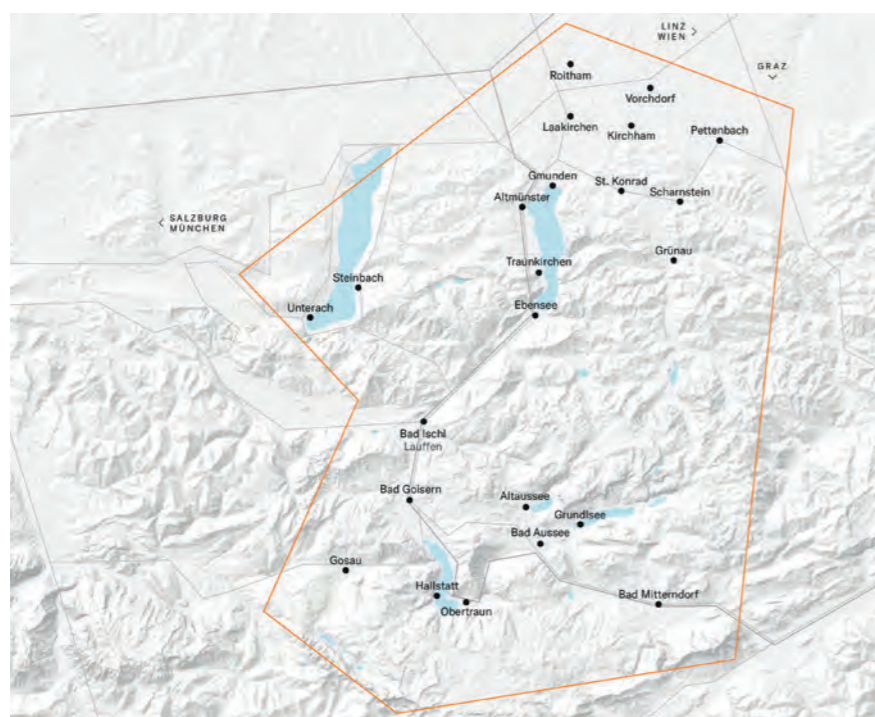 LINZ
WIEN
GRAZ
Roitham
Vorchdorf
Laakirchen
Kirchham
Pettenbach
Gmunden
St. Konrad
Scharnstein
Altmünster
SALZBURG
MÜNCHEN
Grünau
Traunkirchen
Steinbach
Unterach
Ebensee
Bad Ischl
Lauffen
Bad Goisern
Altaussee
Grundlsee
Bad Aussee
Gosau
Hallstatt
Obertraun
Bad Mitterndorf